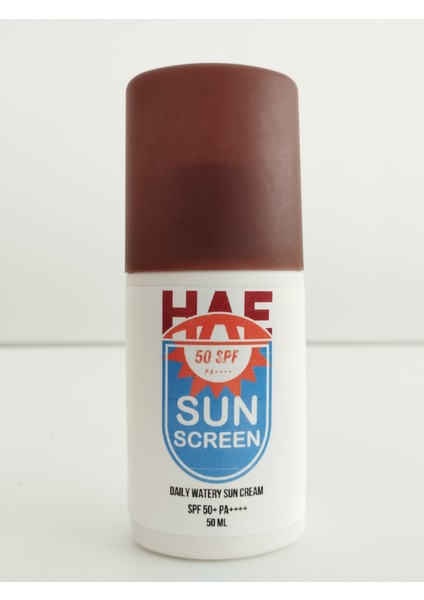 HAE
50 SPF
PA++++
SUN
SCREEN
DAILY WATERY SUN CREAM
SPF 50+ PA++++
50 ML